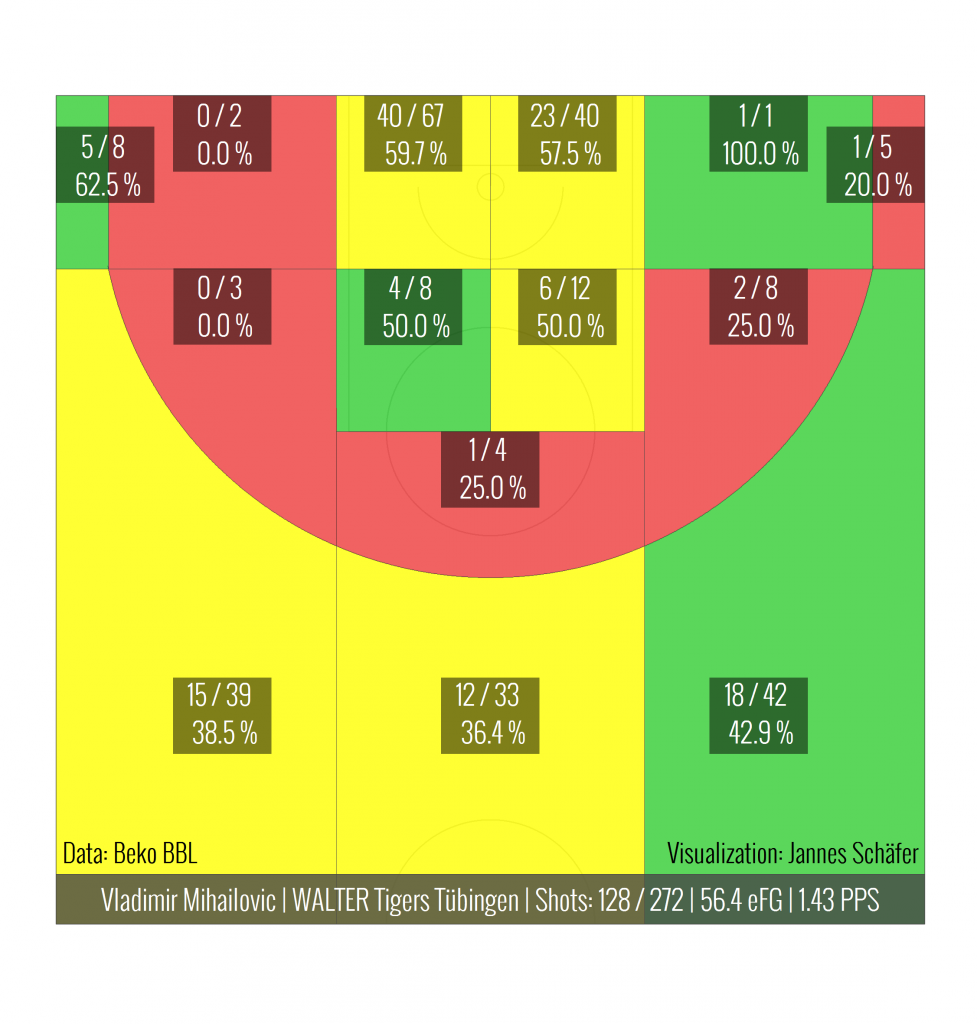 0 / 2
0.0 %
40 / 67
59.7 %
23 / 40
57.5 %
1 / 1
100.0 %
5 / 8
62.5 %
1 / 5
20.0 %
0 / 3
0.0 %
4 / 8
50.0 %
6 / 12
50.0 %
2 / 8
25.0 %
1 / 4
25.0 %
15 / 39
38.5 %
12 / 33
36.4 %
18 / 42
42.9 %
Data: Beko BBL
Visualization: Jannes Schäfer
Vladimir Mihailovic | WALTER Tigers Tübingen | Shots: 128 / 272 | 56.4 eFG | 1.43 PPS